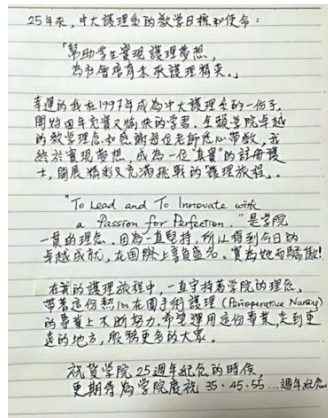 25年來，中大護理系的教學目標和使命：
「幫助學生實現護理夢想，
為社會培育未來護理精英。」
幸運的我在1997年成為中大護理系的一份子，
開始四年充實又愉快的學習。全賴學院卓越
的教學理念和感謝每位老師悉心帶教，我
終於實現夢想，成為一位"真實"的註冊護
士，開展精彩又充滿挑戰的護理旅程。
"To Lead and To Innovate with
a Passion for Perfection." 是學院
一貫的理念。因為一直堅持，所以得到今日的
卓越成就，在國際上享負盛名。實為她而驕傲！
在我的護理旅程中，一直守持着學院的理念，
帶著這份熱心在圍手術護理 (Perioperative Nursing)
的專業上不斷努力。希望運用這份專業，走到更
遠的地方，服務更多的大眾。
祝賀學院25週年紀念的時候，
更期待為學院慶祝35、45、55...週年紀念